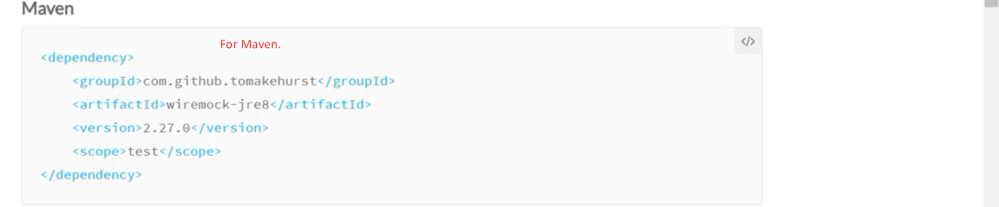 Maven
For Maven.
</>
<dependency>
    <groupId>com.github.tomakehurst</groupId>
    <artifactId>wiremock-jre8</artifactId>
    <version>2.27.0</version>
    <scope>test</scope>
</dependency>